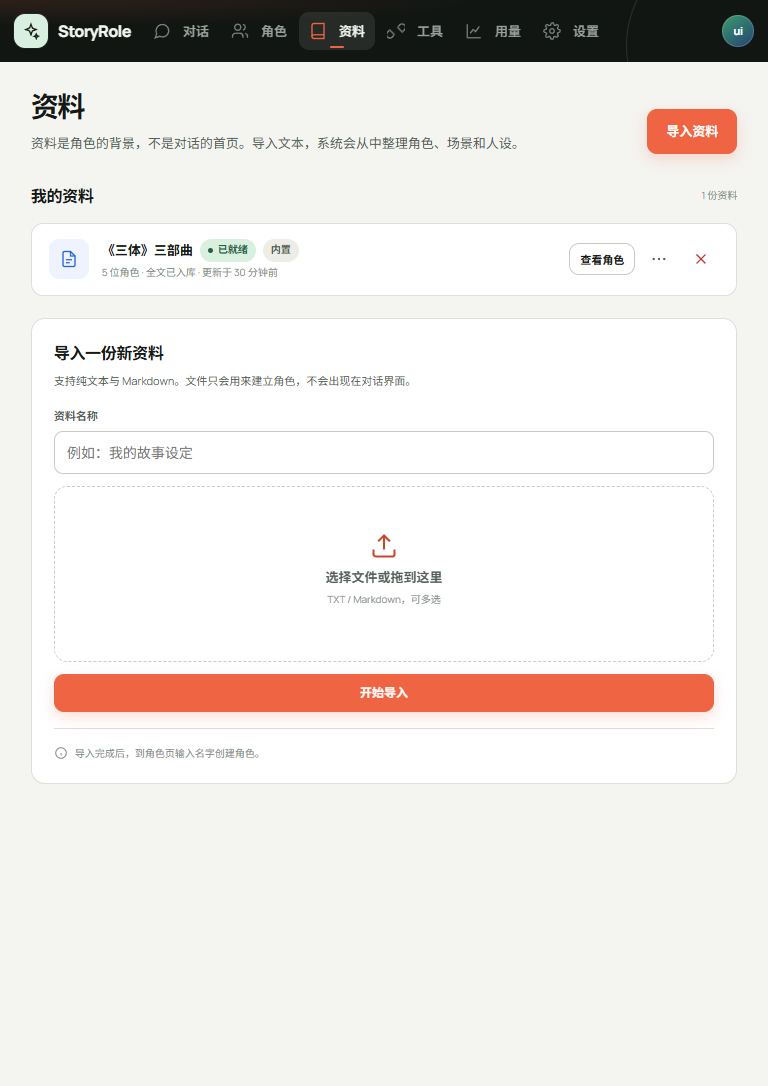 StoryRole 对话 角色 资料 工具 用量 设置 ui
资料
资料是角色的背景，不是对话的首页。导入文本，系统会从中整理角色、场景和人设。
导入资料
我的资料
1 份资料
《三体》三部曲 已就绪 内置
5 位角色 · 全文已入库 · 更新于 30 分钟前
查看角色
导入一份新资料
支持纯文本与 Markdown。文件只会用来建立角色，不会出现在对话界面。
资料名称
例如：我的故事设定
选择文件或拖到这里
TXT / Markdown，可多选
开始导入
导入完成后，到角色页输入名字创建角色。